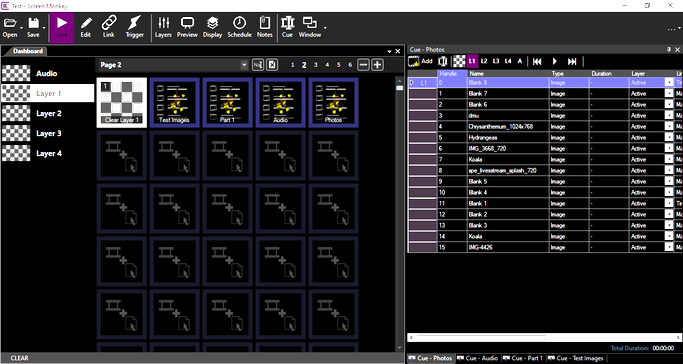 Test - Screen Monkey
Open Save Live Edit Link Trigger Layers Preview Display Schedule Notes Cue Window
Dashboard
Audio
Layer 1
Layer 2
Layer 3
Layer 4
Page 2
1 2 3 4 5 6
1
Clear Layer 1 Test Images Part 1 Audio Photos
CLEAR
Cue - Photos
Add L1 L2 L3 L4 A
Handle Name Type Duration Layer
L1 0 Blank 8 Image - Active
1 Blank 7 Image - Active
2 Blank 6 Image - Active
3 dmu Image - Active
4 Chrysanthemum_1024x768 Image - Active
5 Hydrangeas Image - Active
6 IMG_3668_720 Image - Active
7 Koala Image - Active
8 spe_livestream_splash_720 Image - Active
9 Blank 5 Image - Active
10 Blank 4 Image - Active
11 Blank 1 Image - Active
12 Blank 2 Image - Active
13 Blank 3 Image - Active
14 Koala Image - Active
15 IMG-4426 Image - Active
Total Duration: 00:00:00
Cue - Photos Cue - Audio Cue - Part 1 Cue - Test Images